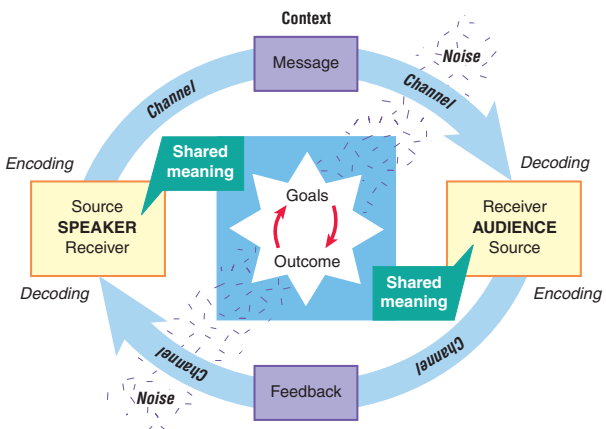 Context
Message
Noise
Channel
Channel
Encoding
Shared
meaning
Decoding
Source
SPEAKER
Receiver
Goals
Outcome
Receiver
AUDIENCE
Source
Shared
meaning
Decoding
Encoding
Channel
Channel
Noise
Feedback